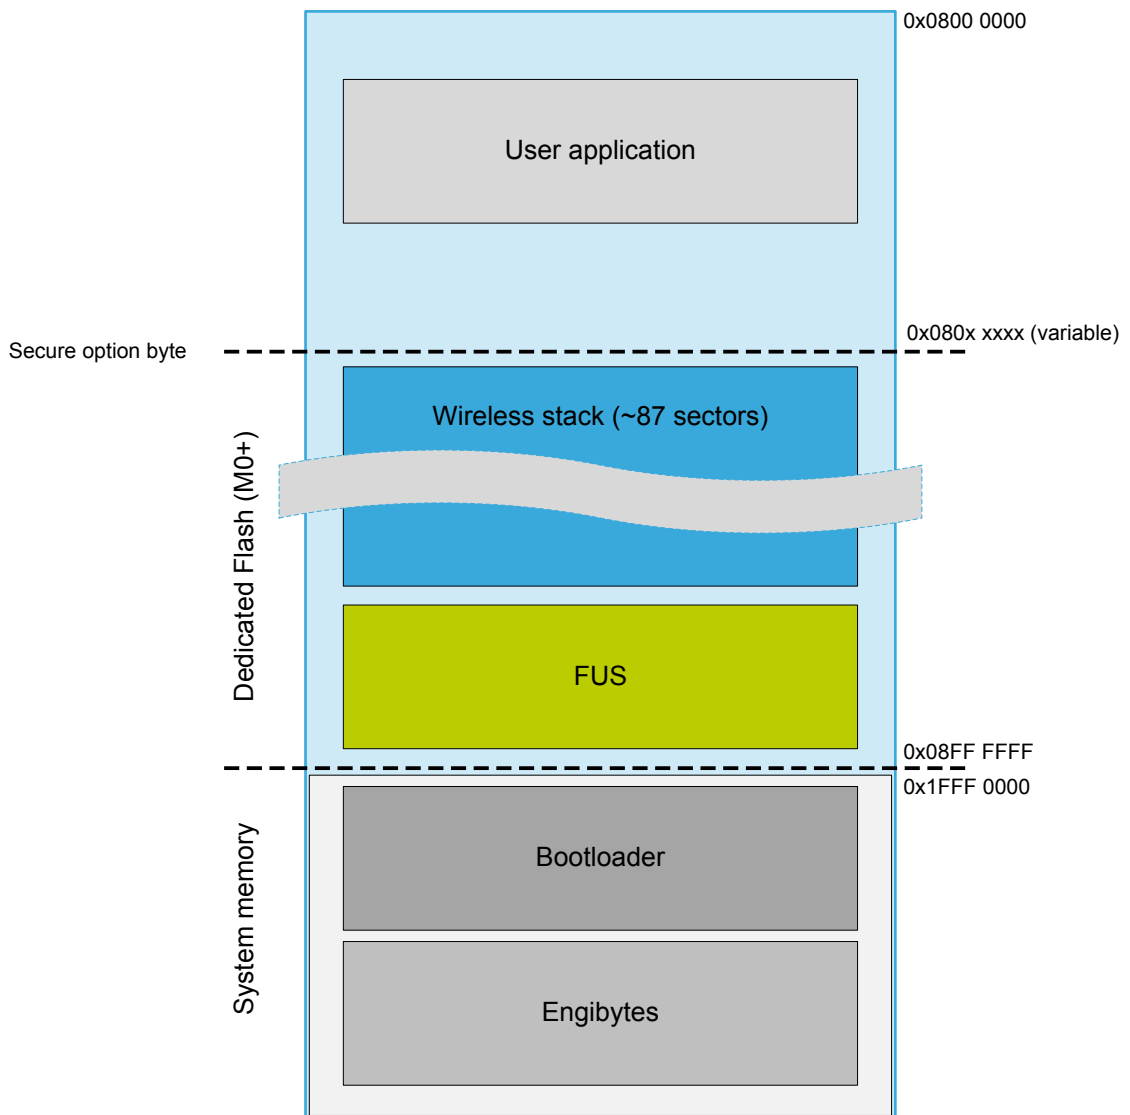 0x0800 0000
User application
0x080x xxxx (variable)
Secure option byte
Wireless stack (~87 sectors)
Dedicated Flash (M0+)
FUS
0x08FF FFFF
0x1FFF 0000
Bootloader
System memory
Engibytes